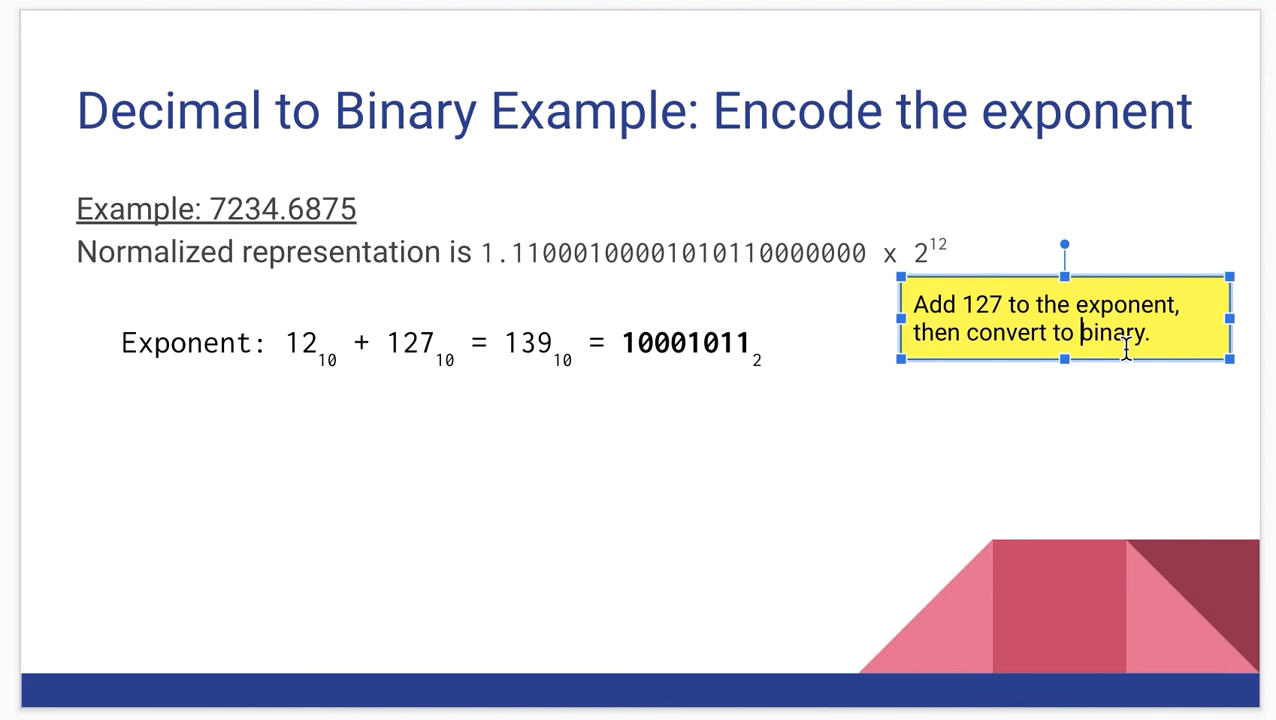 Decimal to Binary Example: Encode the exponent
Example: 7234.6875
Normalized representation is 1.11000100001010110000000 x 2¹²
Add 127 to the exponent,
then convert to binary.
Exponent: 12₁₀ + 127₁₀ = 139₁₀ = 10001011₂